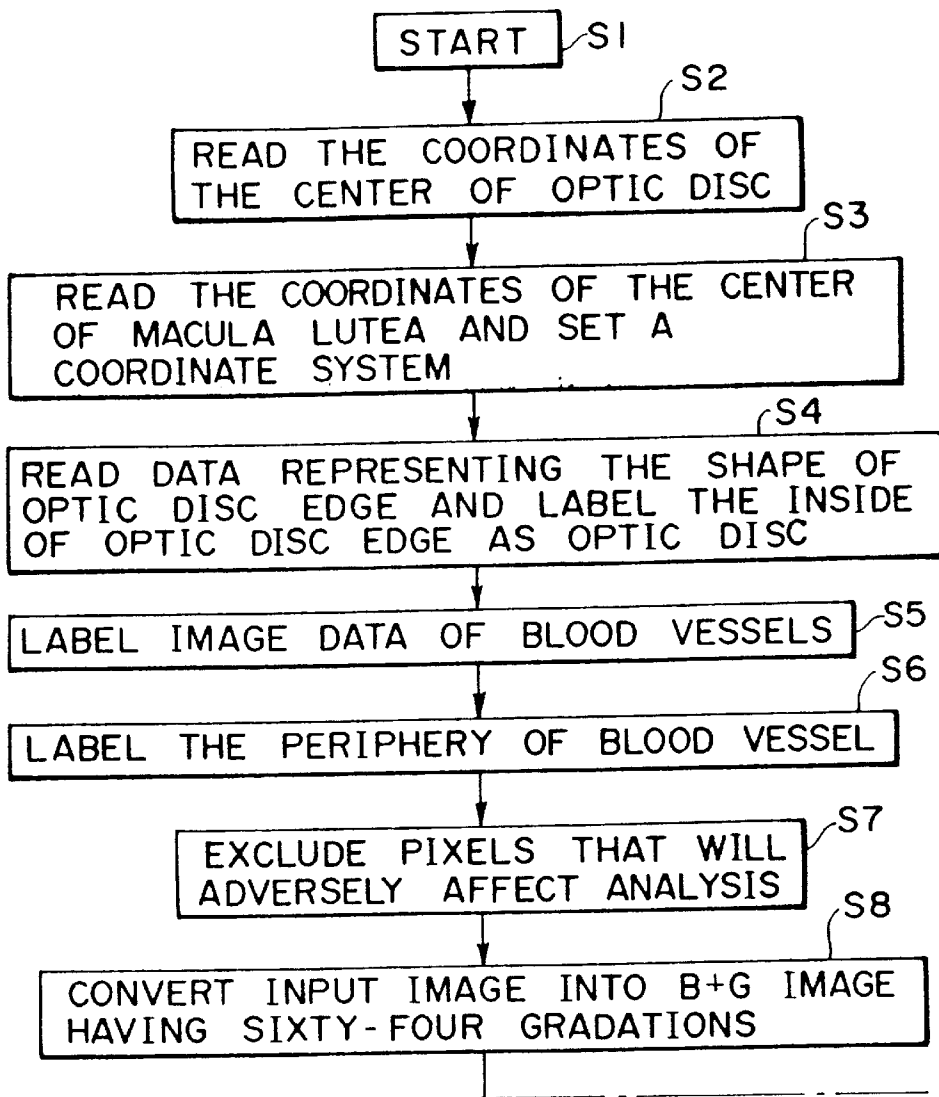 START
S1
S2
READ THE COORDINATES OF
THE CENTER OF OPTIC DISC
S3
READ THE COORDINATES OF THE CENTER
OF MACULA LUTEA AND SET A
COORDINATE SYSTEM
S4
READ DATA REPRESENTING THE SHAPE OF
OPTIC DISC EDGE AND LABEL THE INSIDE
OF OPTIC DISC EDGE AS OPTIC DISC
LABEL IMAGE DATA OF BLOOD VESSELS
S5
S6
LABEL THE PERIPHERY OF BLOOD VESSEL
S7
EXCLUDE PIXELS THAT WILL
ADVERSELY AFFECT ANALYSIS
S8
CONVERT INPUT IMAGE INTO B+G IMAGE
HAVING SIXTY-FOUR GRADATIONS